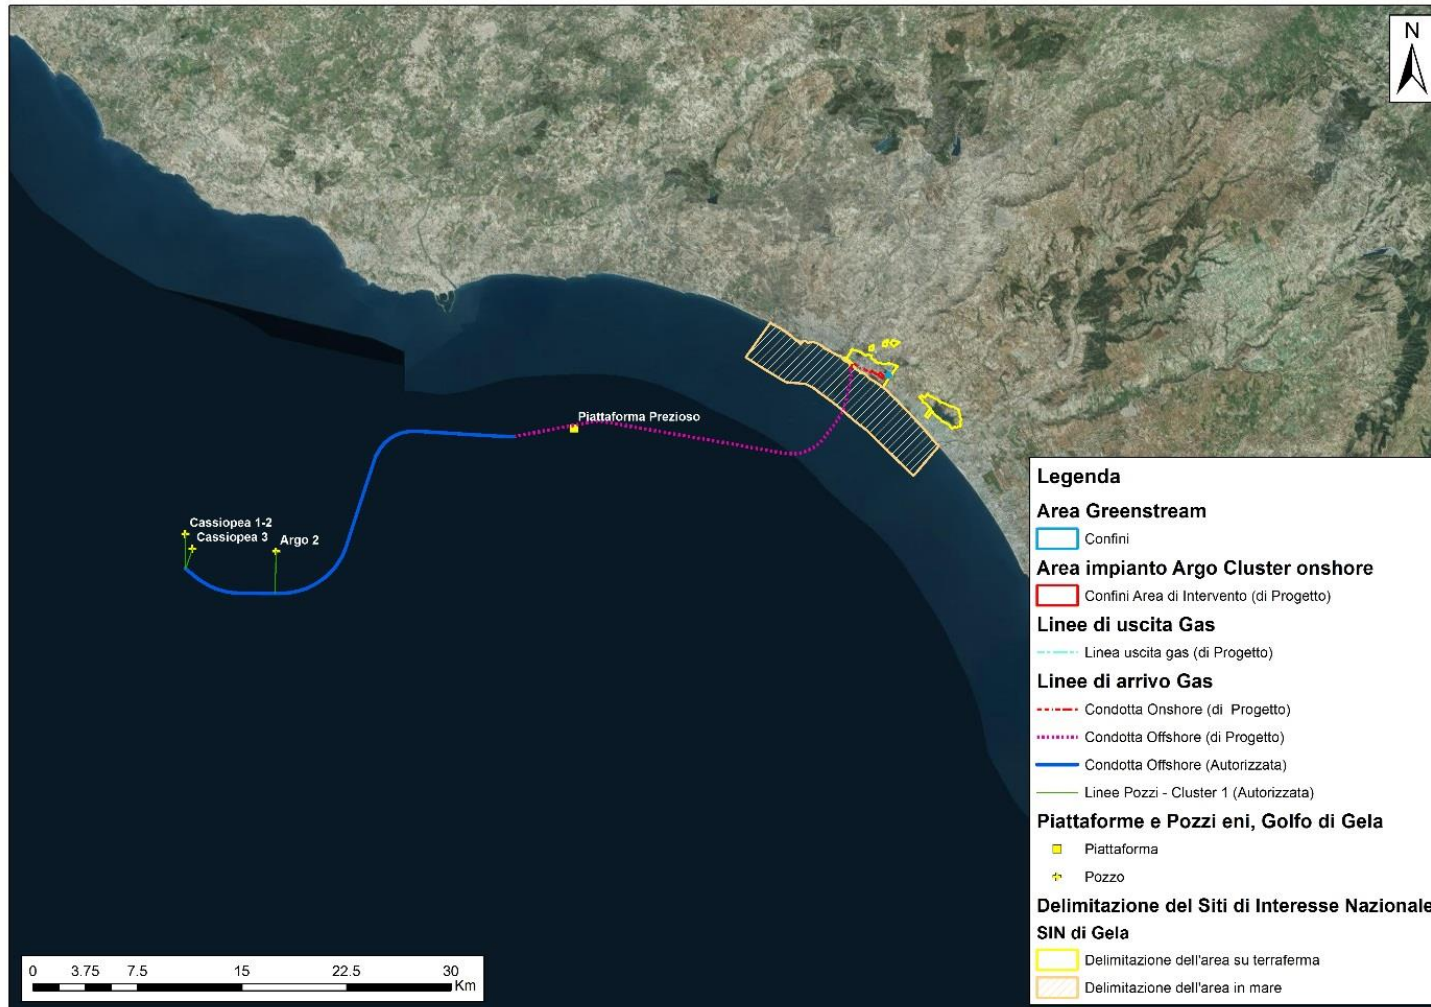 N
Piattaforma Prezioso
Cassiopea 1-2
Cassiopea 3
Argo 2
Legenda
Area Greenstream
Confini
Area impianto Argo Cluster onshore
Confini Area di Intervento (di Progetto)
Linee di uscita Gas
Linea uscita gas (di Progetto)
Linee di arrivo Gas
Condotta Onshore (di Progetto)
Condotta Offshore (di Progetto)
Condotta Offshore (Autorizzata)
Linee Pozzi - Cluster 1 (Autorizzata)
Piattaforme e Pozzi eni, Golfo di Gela
Piattaforma
Pozzo
Delimitazione del Siti di Interesse Nazionale
SIN di Gela
Delimitazione dell'area su terraferma
Delimitazione dell'area in mare
0 3.75 7.5 15 22.5 30
Km